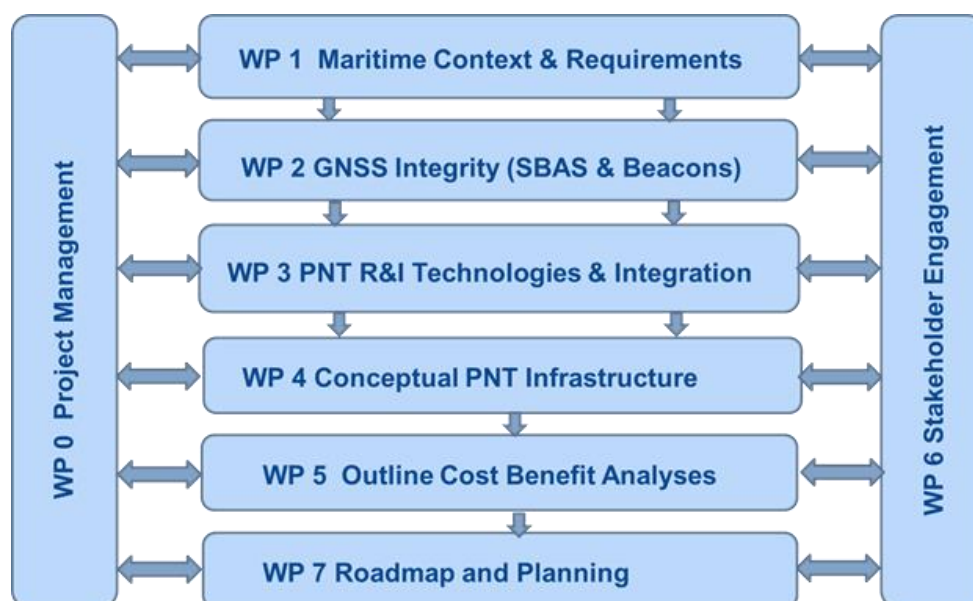 WP 0 Project Management
WP 1 Maritime Context & Requirements
WP 2 GNSS Integrity (SBAS & Beacons)
WP 3 PNT R&I Technologies & Integration
WP 4 Conceptual PNT Infrastructure
WP 5 Outline Cost Benefit Analyses
WP 7 Roadmap and Planning
WP 6 Stakeholder Engagement